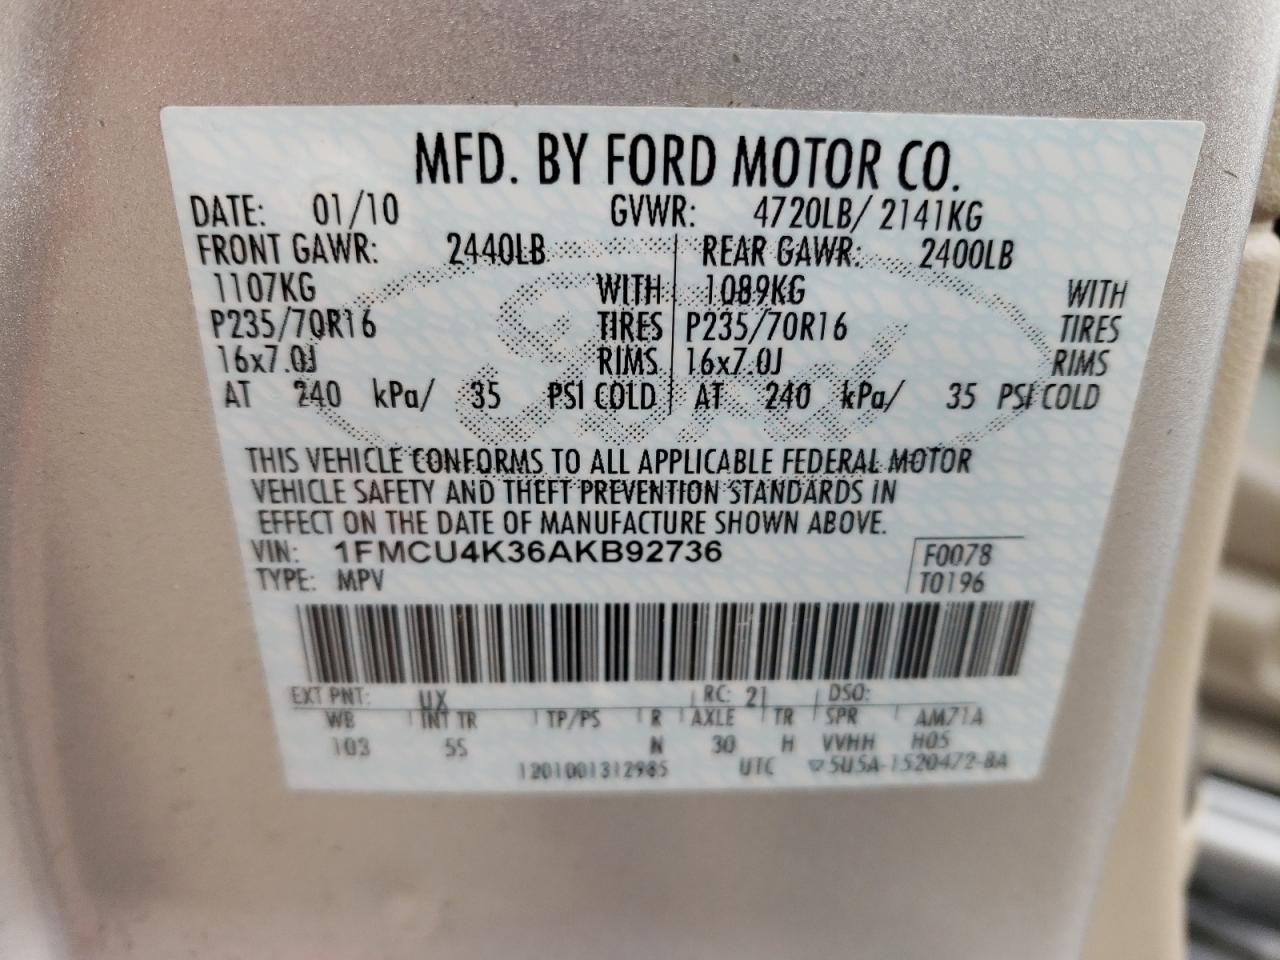 MFD. BY FORD MOTOR CO.
DATE: 01/10 GVWR: 4720LB/ 2141KG
FRONT GAWR: 2440LB REAR GAWR: 2400LB
1107KG WITH 1089KG WITH
P235/70R16 TIRES P235/70R16 TIRES
16x7.0J RIMS 16x7.0J RIMS
AT 240 kPa/ 35 PSI COLD AT 240 kPa/ 35 PSI COLD
THIS VEHICLE CONFORMS TO ALL APPLICABLE FEDERAL MOTOR
VEHICLE SAFETY AND THEFT PREVENTION STANDARDS IN
EFFECT ON THE DATE OF MANUFACTURE SHOWN ABOVE.
VIN: 1FMCU4K36AKB92736 F0078
TYPE: MPV T0196
EXT PNT: UX RC: 21 DSO:
WB INT TR TP/PS R AXLE TR SPR AM71A
103 5S N 30 H VVHH H05
1201001312985 UTC ▽5U5A-1520472-BA